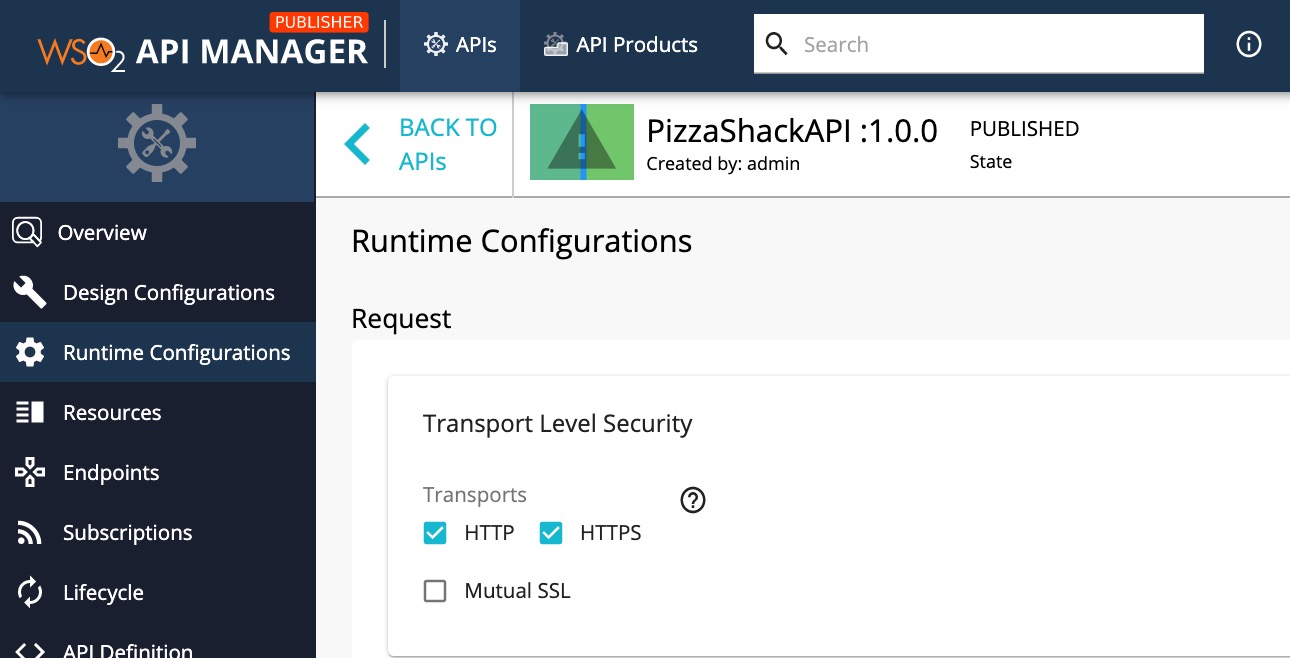 PUBLISHER
WSO2 API MANAGER
APIs
API Products
Search
BACK TO
APIs
PizzaShackAPI :1.0.0
Created by: admin
PUBLISHED
State
Overview
Design Configurations
Runtime Configurations
Resources
Endpoints
Subscriptions
Lifecycle
API Definition
Runtime Configurations
Request
Transport Level Security
Transports
HTTP
HTTPS
Mutual SSL